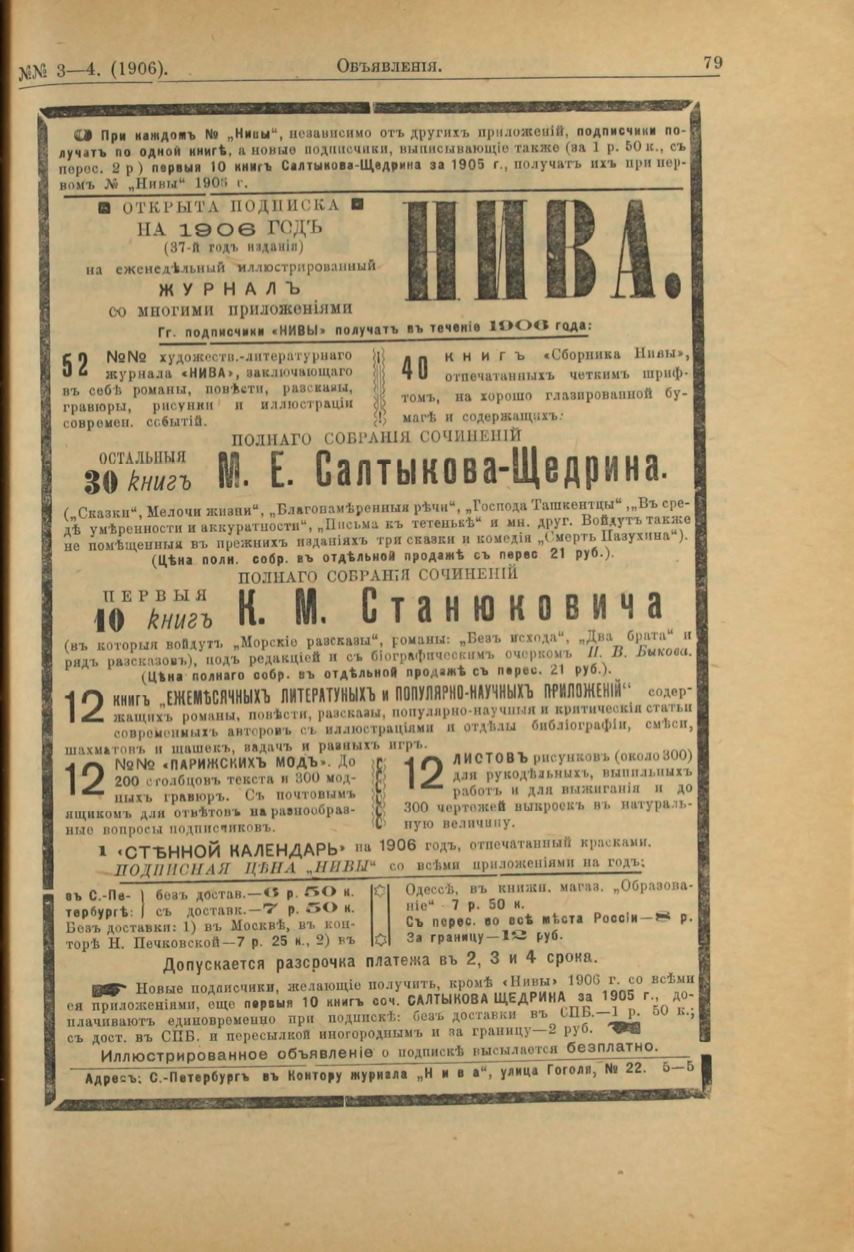 №№ 3—4. (1906).
Объявленія.
79
При каждомъ № „Нивы“, независимо отъ другихъ приложеній, подписчики по-
лучатъ по одной книгѣ, а новые подписчики, выписывающіе также (за 1 р. 50 к., съ
перес. 2 р) первыя 10 книгъ Салтыкова-Щедрина за 1905 г., получатъ ихъ при пер-
вомъ № „Нивы“ 1906 г.
ОТКРЫТА ПОДПИСКА
НА 1906 ГОДЪ
(37-й годъ изданія)
на еженедѣльный иллюстрированный
ЖУРНАЛЪ
со многими приложеніями
НИВА.
Гг. подписчики «НИВЫ» получатъ въ теченіе 1906 года:
52 №№ художеств.-литературнаго
журнала «НИВА», заключающаго
въ себѣ романы, повѣсти, разсказы,
гравюры, рисунки и иллюстраціи
современ. событій.
40 КНИГЪ «Сборника Нивы»,
отпечатанныхъ четкимъ шриф-
томъ, на хорошо глазированной бу-
магѣ и содержащихъ:
ПОЛНАГО СОБРАНІЯ СОЧИНЕНІЙ
ОСТАЛЬНЫЯ
30 книгъ
М. Е. Салтыкова-Щедрина.
(„Сказки“, Мелочи жизни“, „Благонамѣренныя рѣчи“, „Господа Ташкентцы“ ,„Въ сре-
дѣ умѣренности и аккуратности“, „Письма къ тетенькѣ“ и мн. друг. Войдутъ также
не помѣщенныя въ прежнихъ изданіяхъ три сказки и комедія „Смерть Пазухина“).
(Цѣна полн. собр. въ отдѣльной продажѣ съ перес 21 руб.).
ПОЛНАГО СОБРАНІЯ СОЧИНЕНІЙ
ПЕРВЫЯ
10 книгъ
К. М. Станюковича
(въ которыя войдутъ „Морскіе разсказы“, романы: „Безъ исхода“, „Два брата“ и
рядъ разсказовъ), подъ редакціей и съ біографическимъ очеркомъ П. В. Быкова.
(Цѣна полнаго собр. въ отдѣльной продажѣ съ перес. 21 руб.).
12 КНИГЪ „ЕЖЕМѢСЯЧНЫХЪ ЛИТЕРАТУНЫХЪ и ПОПУЛЯРНО-НАУЧНЫХЪ ПРИЛОЖЕНІЙ“ содер-
жащихъ романы, повѣсти, разсказы, популярно-научныя и критическія статьи
современныхъ авторовъ съ иллюстраціями и отдѣлы библіографіи, смѣси,
шахматовъ и шашекъ, задачъ и разныхъ игръ.
12 №№ «ПАРИЖСКИХЪ МОДЪ». До
200 столбцовъ текста и 300 мод-
ныхъ гравюръ. Съ почтовымъ
ящикомъ для отвѣтовъ на разнообраз-
ные вопросы подписчиковъ.
12 ЛИСТОВЪ рисунковъ (около 300)
для рукодѣльныхъ, выпильныхъ
работъ и для выжиганія и до
300 чертожей выкроекъ въ натураль-
ную величину.
1 «СТѢННОЙ КАЛЕНДАРЬ» на 1906 годъ, отпечатанный красками.
ПОДПИСНАЯ ЦѢНА „НИВЫ“ со всѣми приложеніями на годъ:
въ С.-Пе-
тербургѣ:
безъ достав.—6 р. 50 к.
съ доставк.—7 р. 50 к.
Безъ доставки: 1) въ Москвѣ, въ кон-
торѣ Н. Печковской—7 р. 25 к., 2) въ
Одессѣ, въ книжн. магаз. „Образова-
ніе“ 7 р. 50 к.
Съ перес. во всѣ мѣста Россіи—8 р.
За границу—12 руб.
Допускается разсрочка платежа въ 2, 3 и 4 срока.
Новые подписчики, желающіе получить, кромѣ «Нивы» 1906 г. со всѣми
ея приложеніями, еще первыя 10 книгъ соч. САЛТЫКОВА ЩЕДРИНА за 1905 г., до-
плачиваютъ единовременно при подпискѣ: безъ доставки въ СПБ.—1 р. 50 к.;
съ дост. въ СПБ. и пересылкой иногороднымъ и за границу—2 руб.
Иллюстрированное объявленіе о подпискѣ высылается безплатно.
Адресъ: С.-Петербургъ въ Контору журнала „Нива“, улица Гоголя, № 22. 5—5